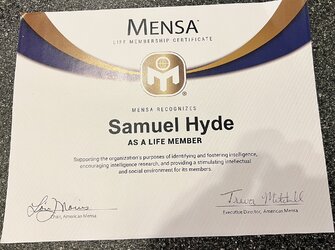 MENSA™
LIFE MEMBERSHIP CERTIFICATE
MENSA RECOGNIZES
Samuel Hyde
AS A LIFE MEMBER
Supporting the organization's purposes of identifying and fostering intelligence,
encouraging intelligence research, and providing a stimulating intellectual
and social environment for its members.
Chair, American Mensa
Executive Director, American Mensa